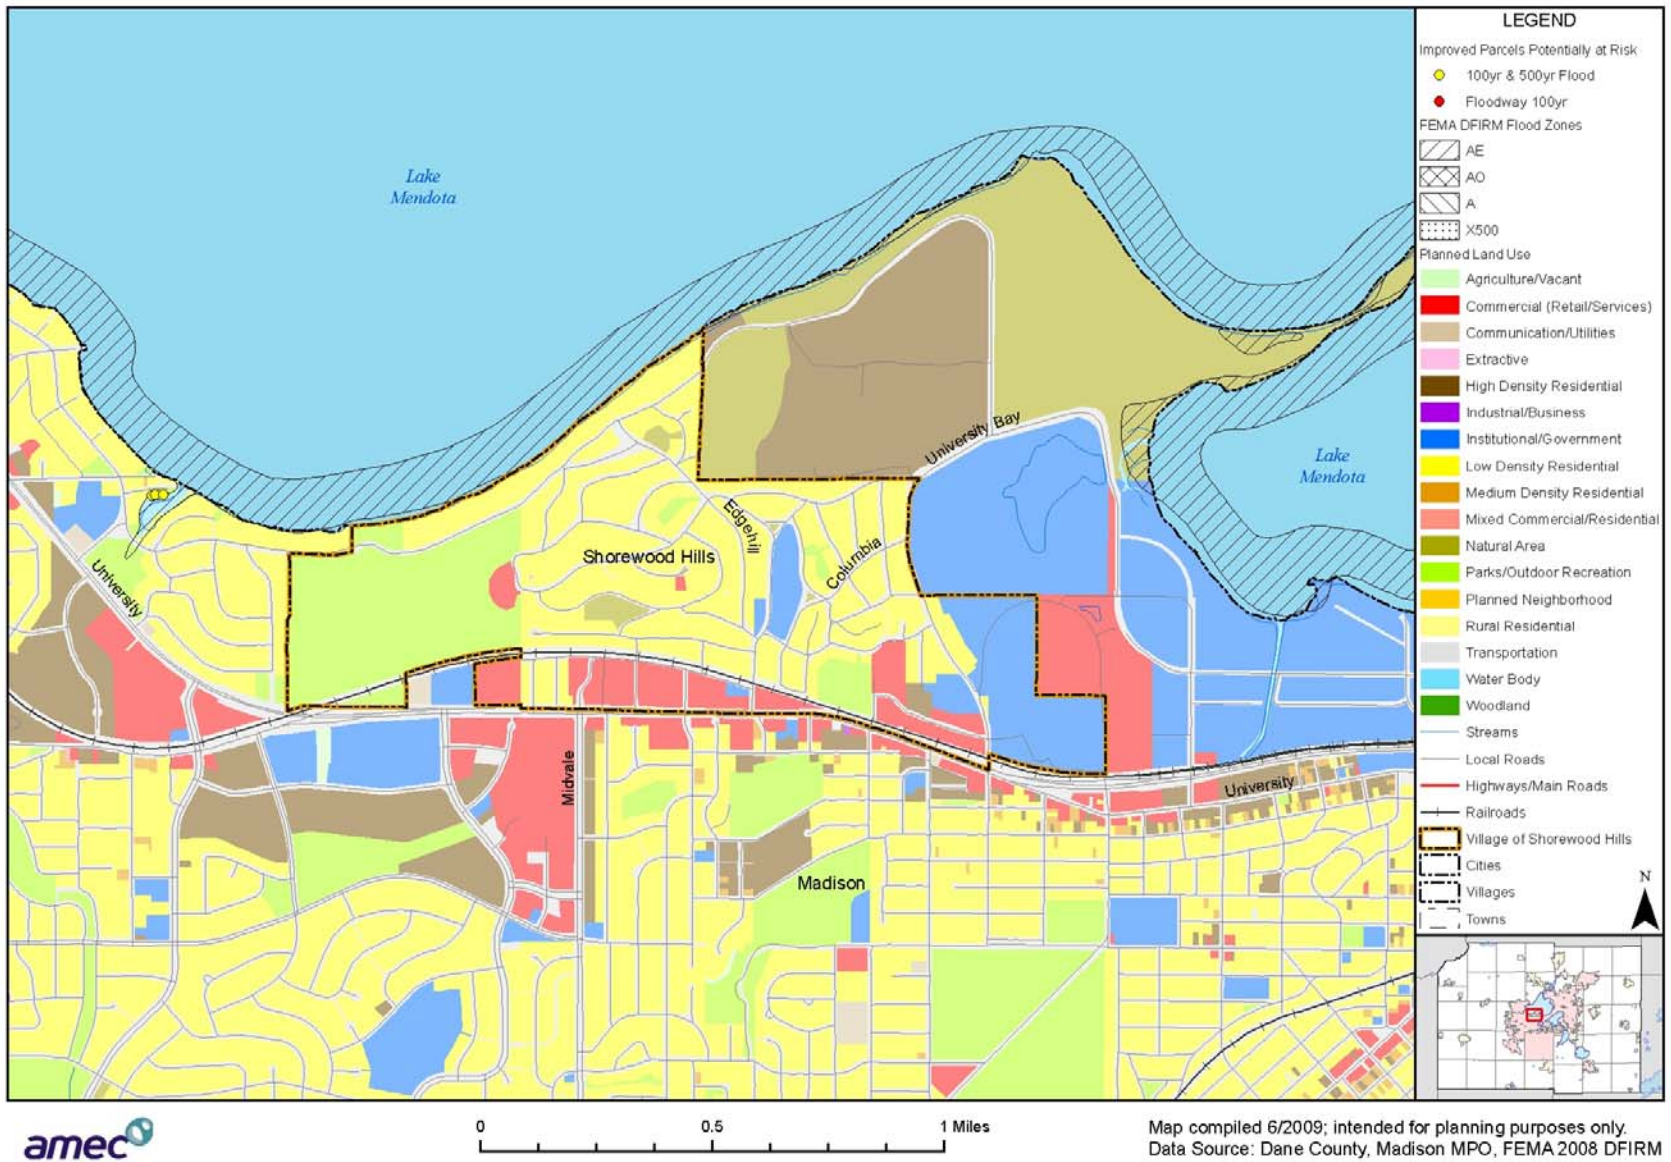 Lake
Mendota
Lake
Mendota
University Bay
Edgehill
Columbia
Shorewood Hills
University
Midvale
University
Madison
LEGEND
Improved Parcels Potentially at Risk
100yr & 500yr Flood
Floodway 100yr
FEMA DFIRM Flood Zones
AE
AO
A
X500
Planned Land Use
Agriculture/Vacant
Commercial (Retail/Services)
Communication/Utilities
Extractive
High Density Residential
Industrial/Business
Institutional/Government
Low Density Residential
Medium Density Residential
Mixed Commercial/Residential
Natural Area
Parks/Outdoor Recreation
Planned Neighborhood
Rural Residential
Transportation
Water Body
Woodland
Streams
Local Roads
Highways/Main Roads
Railroads
Village of Shorewood Hills
Cities
Villages
Towns
N
amec
0 0.5 1 Miles
Map compiled 6/2009; intended for planning purposes only.
Data Source: Dane County, Madison MPO, FEMA 2008 DFIRM